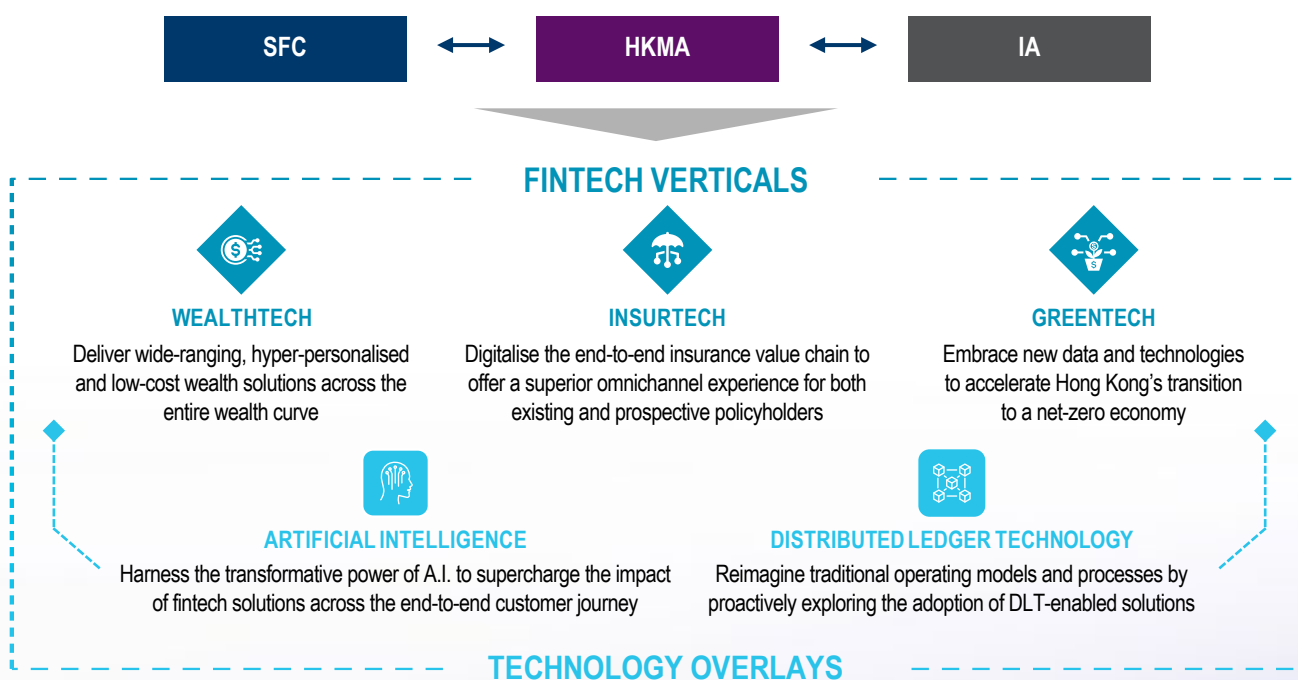 SFC
HKMA
IA
FINTECH VERTICALS
WEALTHTECH
Deliver wide-ranging, hyper-personalised
and low-cost wealth solutions across the
entire wealth curve
INSURTECH
Digitalise the end-to-end insurance value chain to
offer a superior omnichannel experience for both
existing and prospective policyholders
GREENTECH
Embrace new data and technologies
to accelerate Hong Kong’s transition
to a net-zero economy
ARTIFICIAL INTELLIGENCE
Harness the transformative power of A.I. to supercharge the impact
of fintech solutions across the end-to-end customer journey
DISTRIBUTED LEDGER TECHNOLOGY
Reimagine traditional operating models and processes by
proactively exploring the adoption of DLT-enabled solutions
TECHNOLOGY OVERLAYS